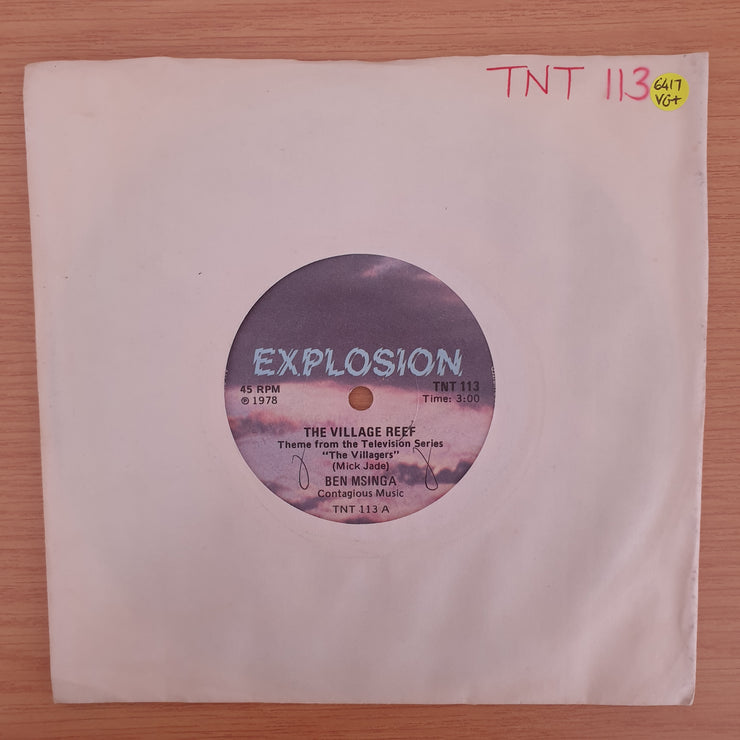 TNT 113
6417
VG+
EXPLOSION
45 RPM
℗ 1978
TNT 113
Time: 3:00
THE VILLAGE REEF
Theme from the Television Series
"The Villagers"
(Mick Jade)
BEN MSINGA
Contagious Music
TNT 113 A